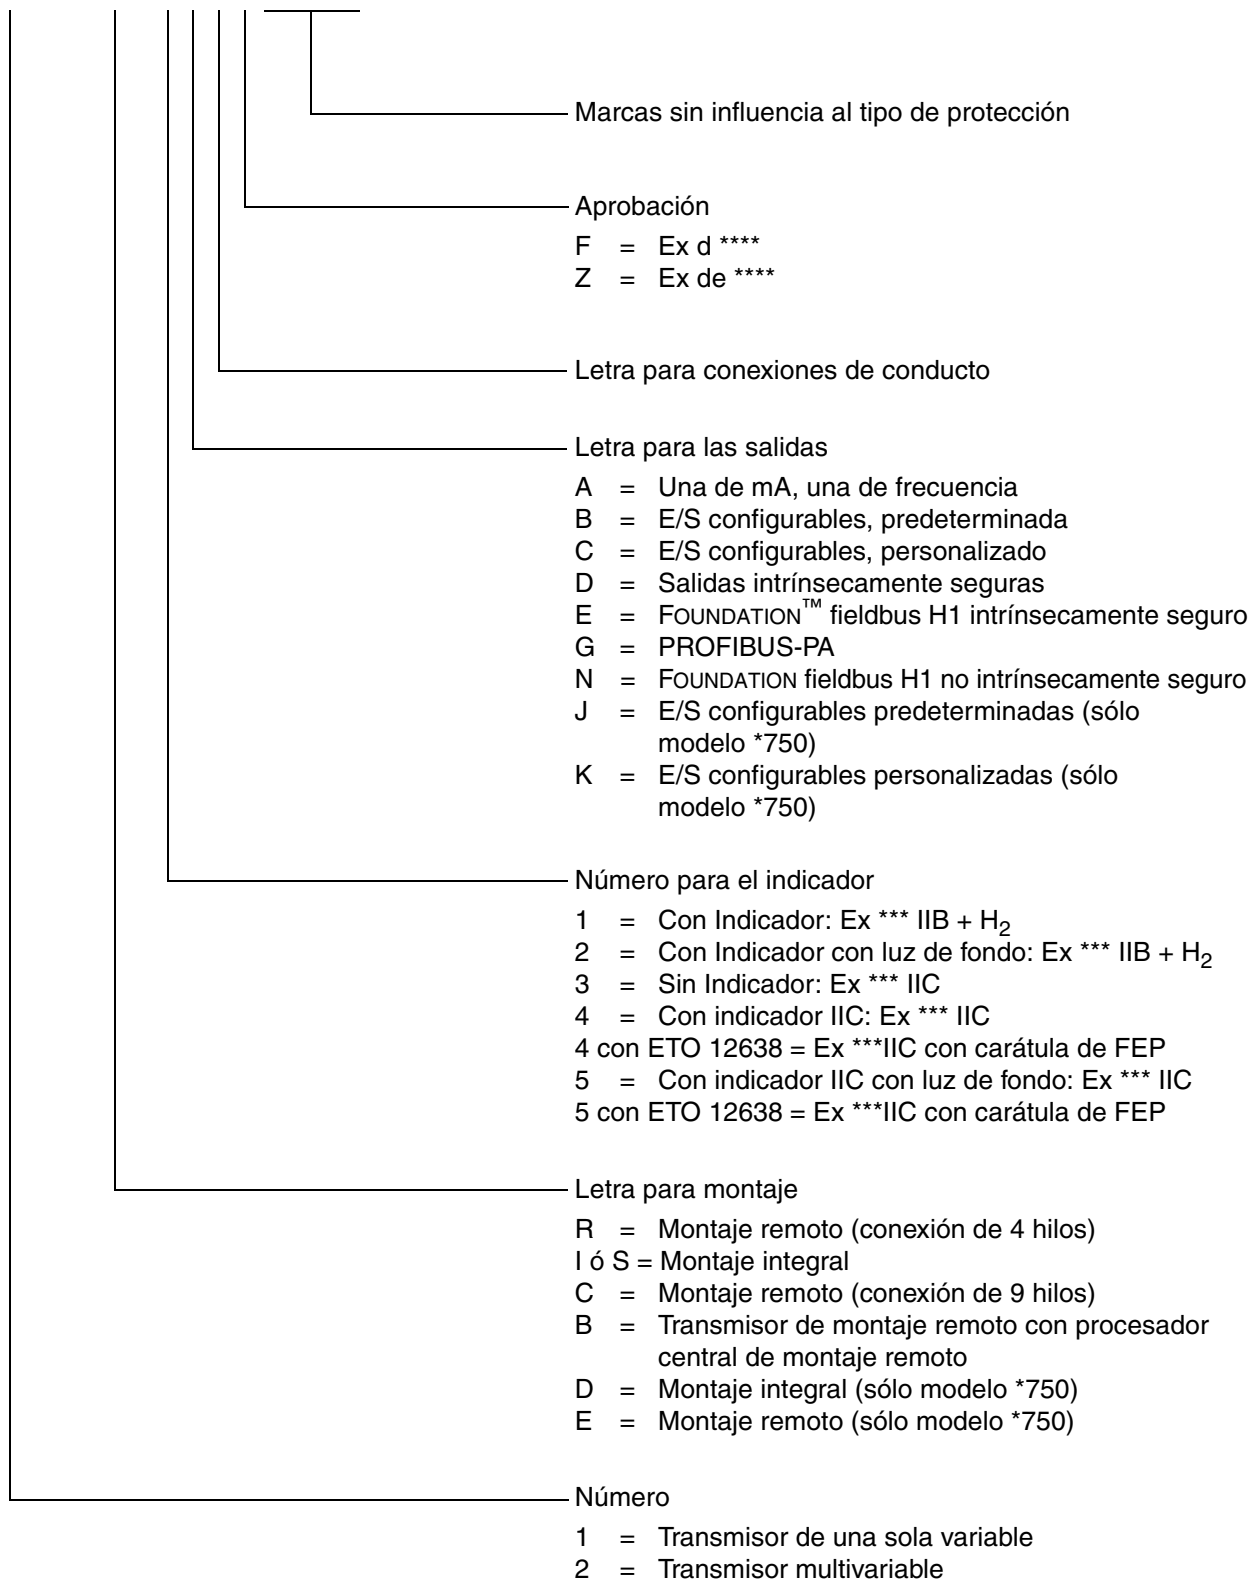 Marcas sin influencia al tipo de protección
Aprobación
F = Ex d ****
Z = Ex de ****
Letra para conexiones de conducto
Letra para las salidas
A = Una de mA, una de frecuencia
B = E/S configurables, predeterminada
C = E/S configurables, personalizado
D = Salidas intrínsecamente seguras
E = FOUNDATION™ fieldbus H1 intrínsecamente seguro
G = PROFIBUS-PA
N = FOUNDATION fieldbus H1 no intrínsecamente seguro
J = E/S configurables predeterminadas (sólo
modelo *750)
K = E/S configurables personalizadas (sólo
modelo *750)
Número para el indicador
1 = Con Indicador: Ex *** IIB + H₂
2 = Con Indicador con luz de fondo: Ex *** IIB + H₂
3 = Sin Indicador: Ex *** IIC
4 = Con indicador IIC: Ex *** IIC
4 con ETO 12638 = Ex ***IIC con carátula de FEP
5 = Con indicador IIC con luz de fondo: Ex *** IIC
5 con ETO 12638 = Ex ***IIC con carátula de FEP
Letra para montaje
R = Montaje remoto (conexión de 4 hilos)
I ó S = Montaje integral
C = Montaje remoto (conexión de 9 hilos)
B = Transmisor de montaje remoto con procesador
central de montaje remoto
D = Montaje integral (sólo modelo *750)
E = Montaje remoto (sólo modelo *750)
Número
1 = Transmisor de una sola variable
2 = Transmisor multivariable